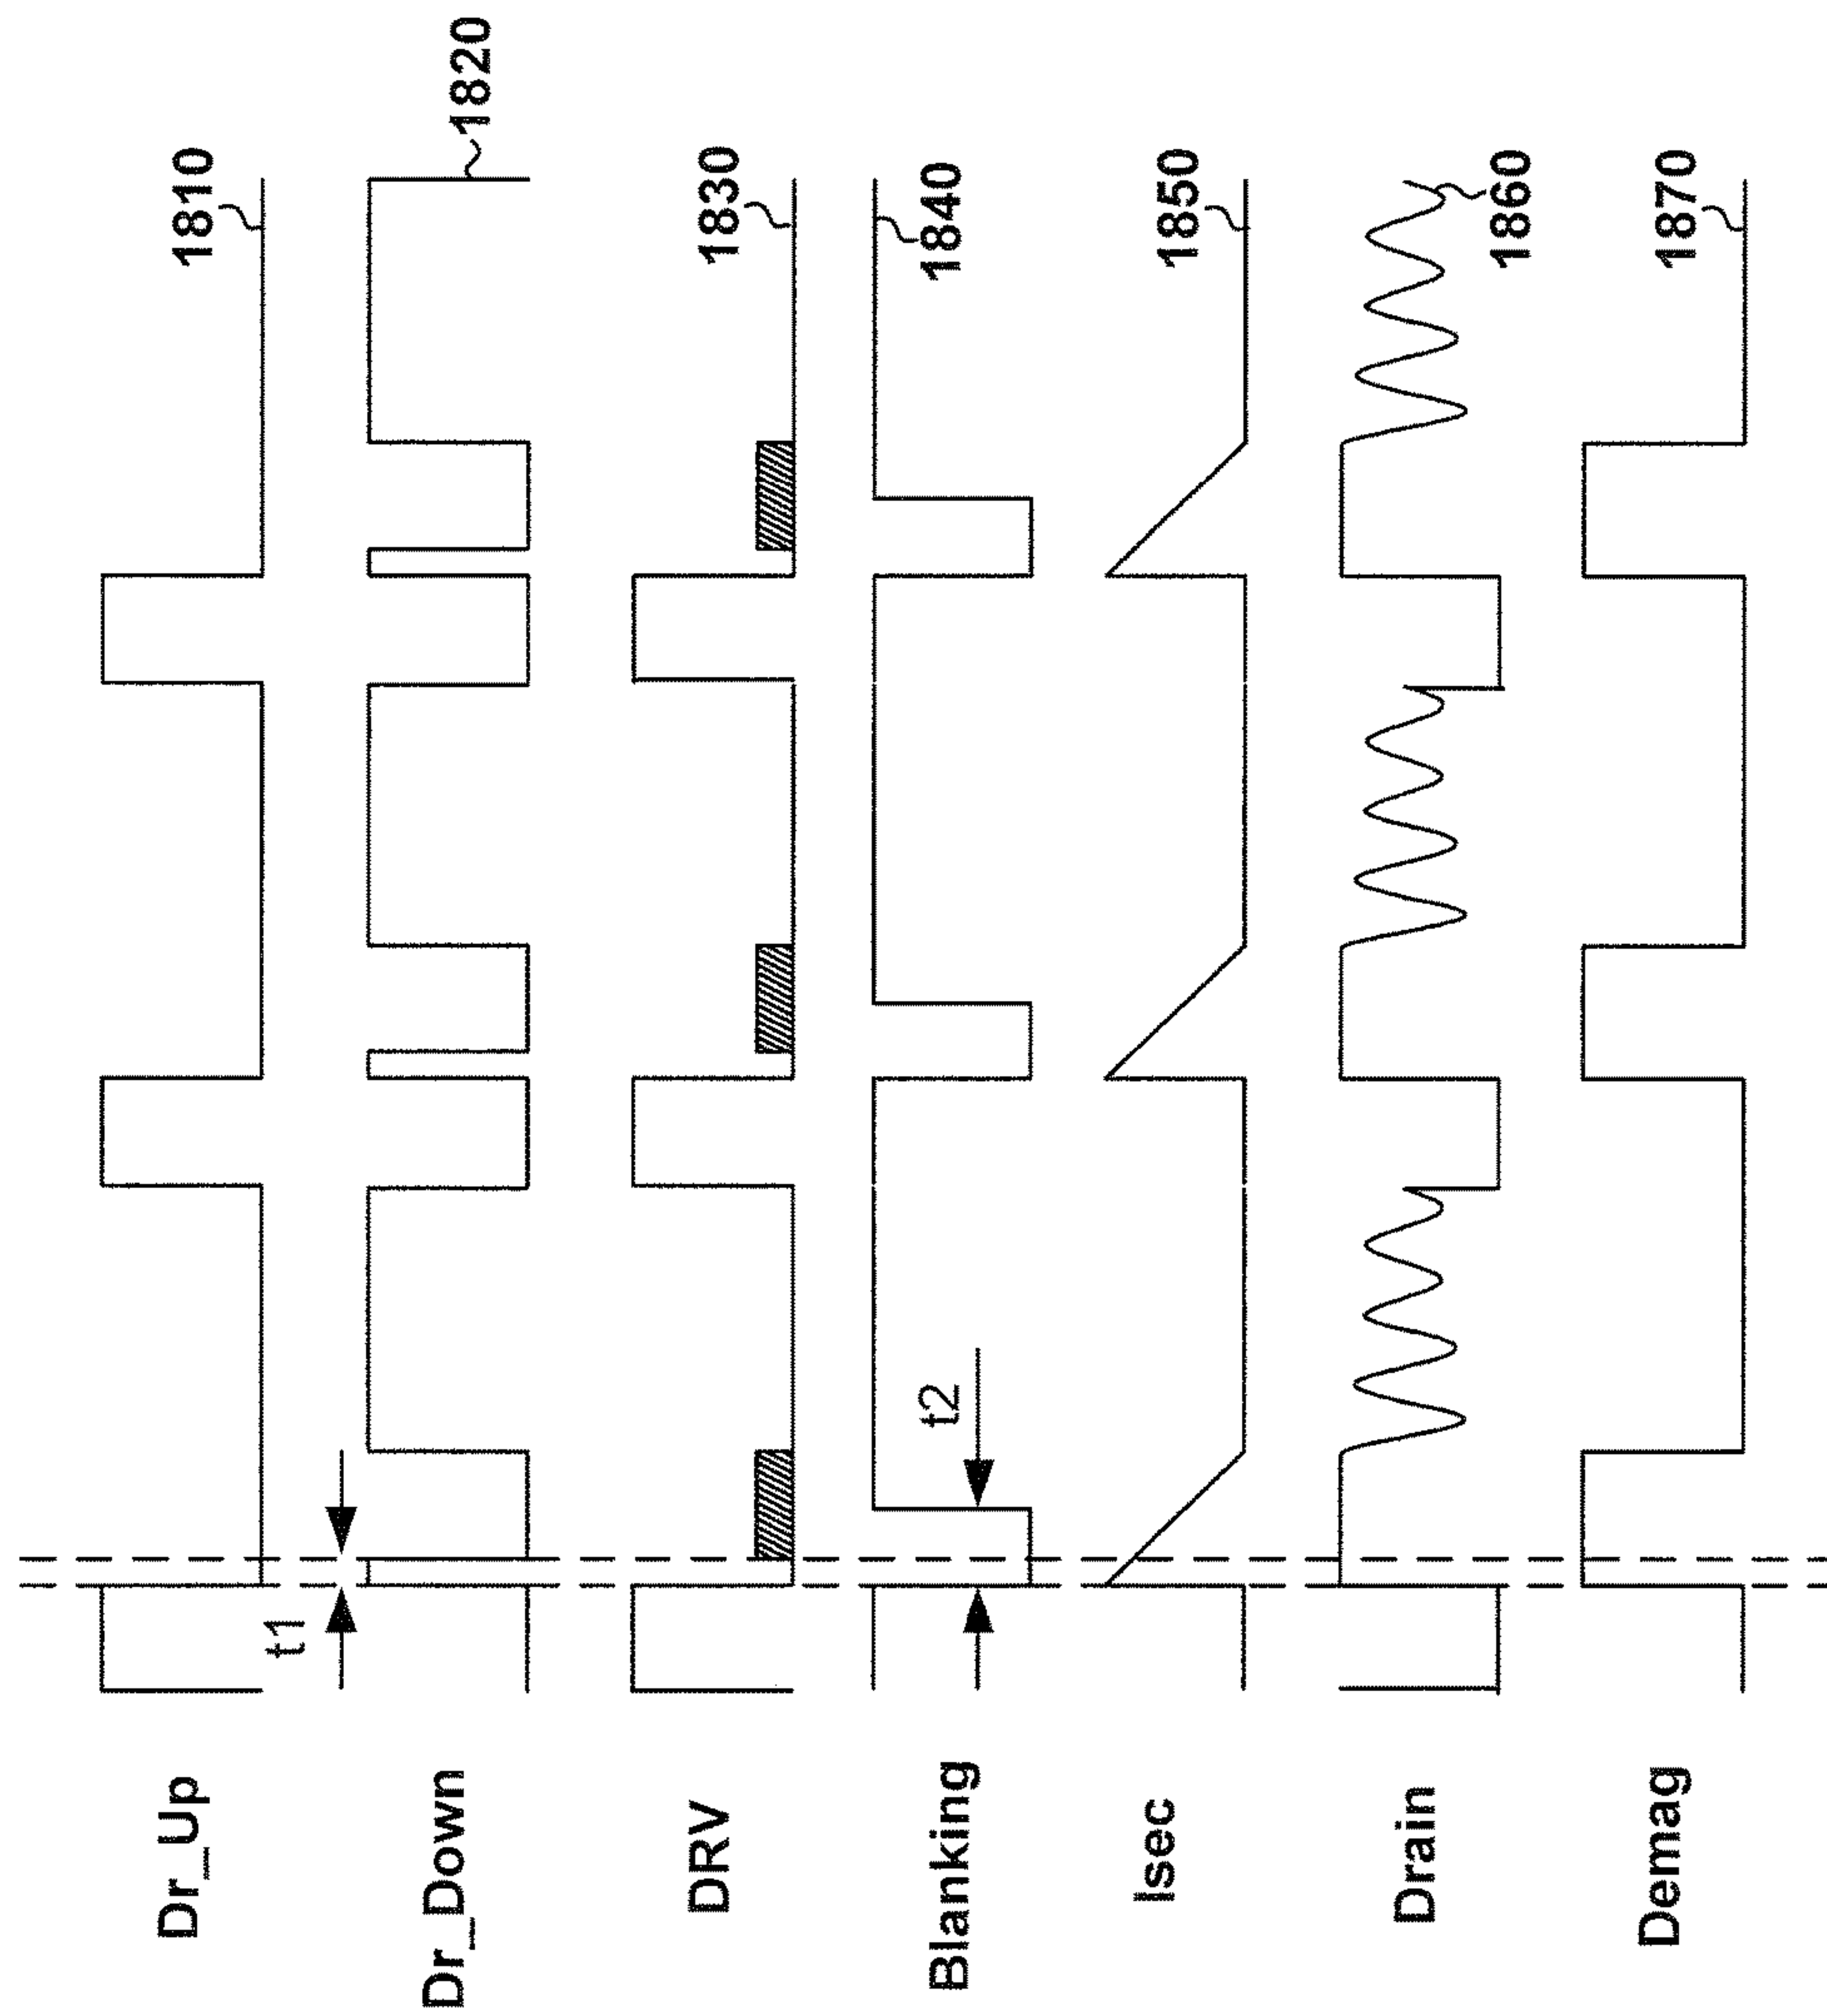 Dr_Up
1810
t1
Dr_Down
1820
DRV
1830
Blanking
t2
1840
Isec
1850
Drain
1860
Demag
1870